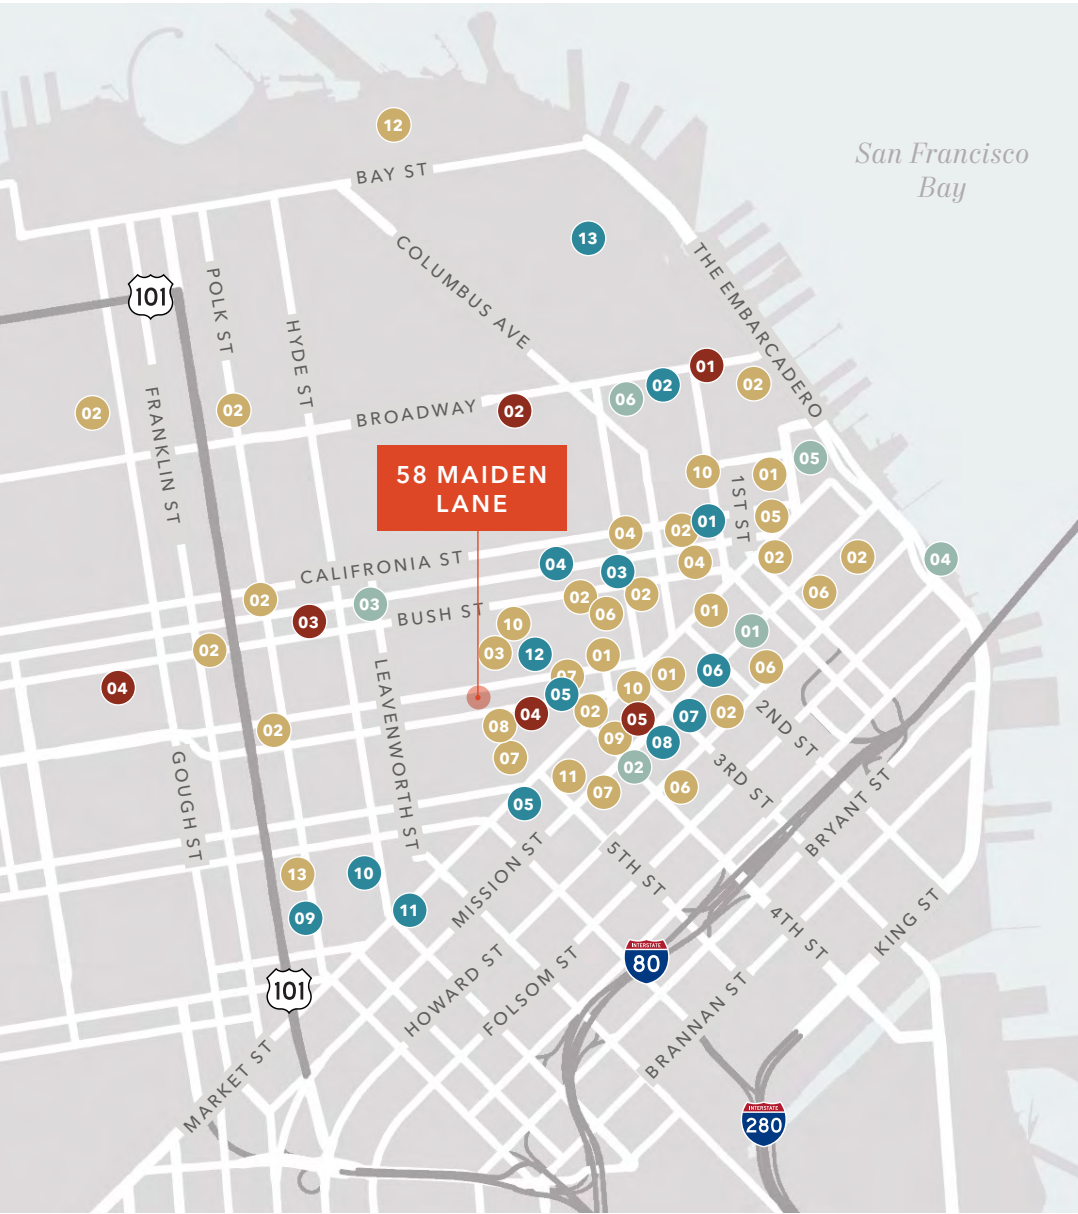 12
San Francisco
Bay
BAY ST
13
COLUMBUS AVE
THE EMBARCADERO
101
POLK ST
HYDE ST
01
02
02
06
02
02
FRANKLIN ST
BROADWAY
02
58 MAIDEN
LANE
05
10
01
1ST ST
05
04
02
01
CALIFRONIA ST
04
03
04
02
02
04
02
03
BUSH ST
02
02
06
06
01
03
10
01
02
03
12
01
07
06
04
LEAVENWORTH ST
05
10
01
06
02
08
04
02
05
07
02
2ND ST
09
08
GOUGH ST
07
11
02
07
06
3RD ST
05
BRYANT ST
MISSION ST
5TH ST
13
10
09
11
4TH ST
KING ST
INTERSTATE
80
101
HOWARD ST
FOLSOM ST
BRANNAN ST
MARKET ST
INTERSTATE
280